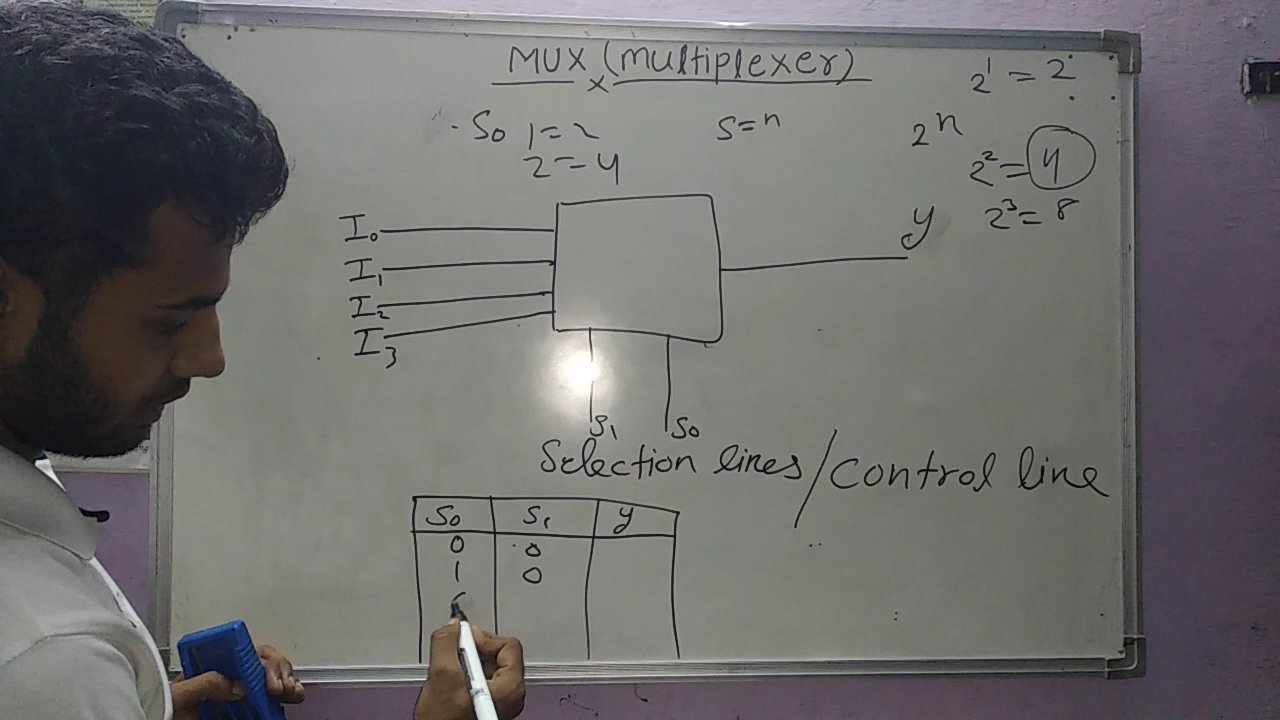 MUX (multiplexer)
2¹ = 2
S₀ 1=2
S=n
2ⁿ
2=4
2²=4
2³=8
y
I₀
I₁
I₂
I₃
S₁ S₀
Selection lines/control line
S₀ S₁ y
0 0
1 0